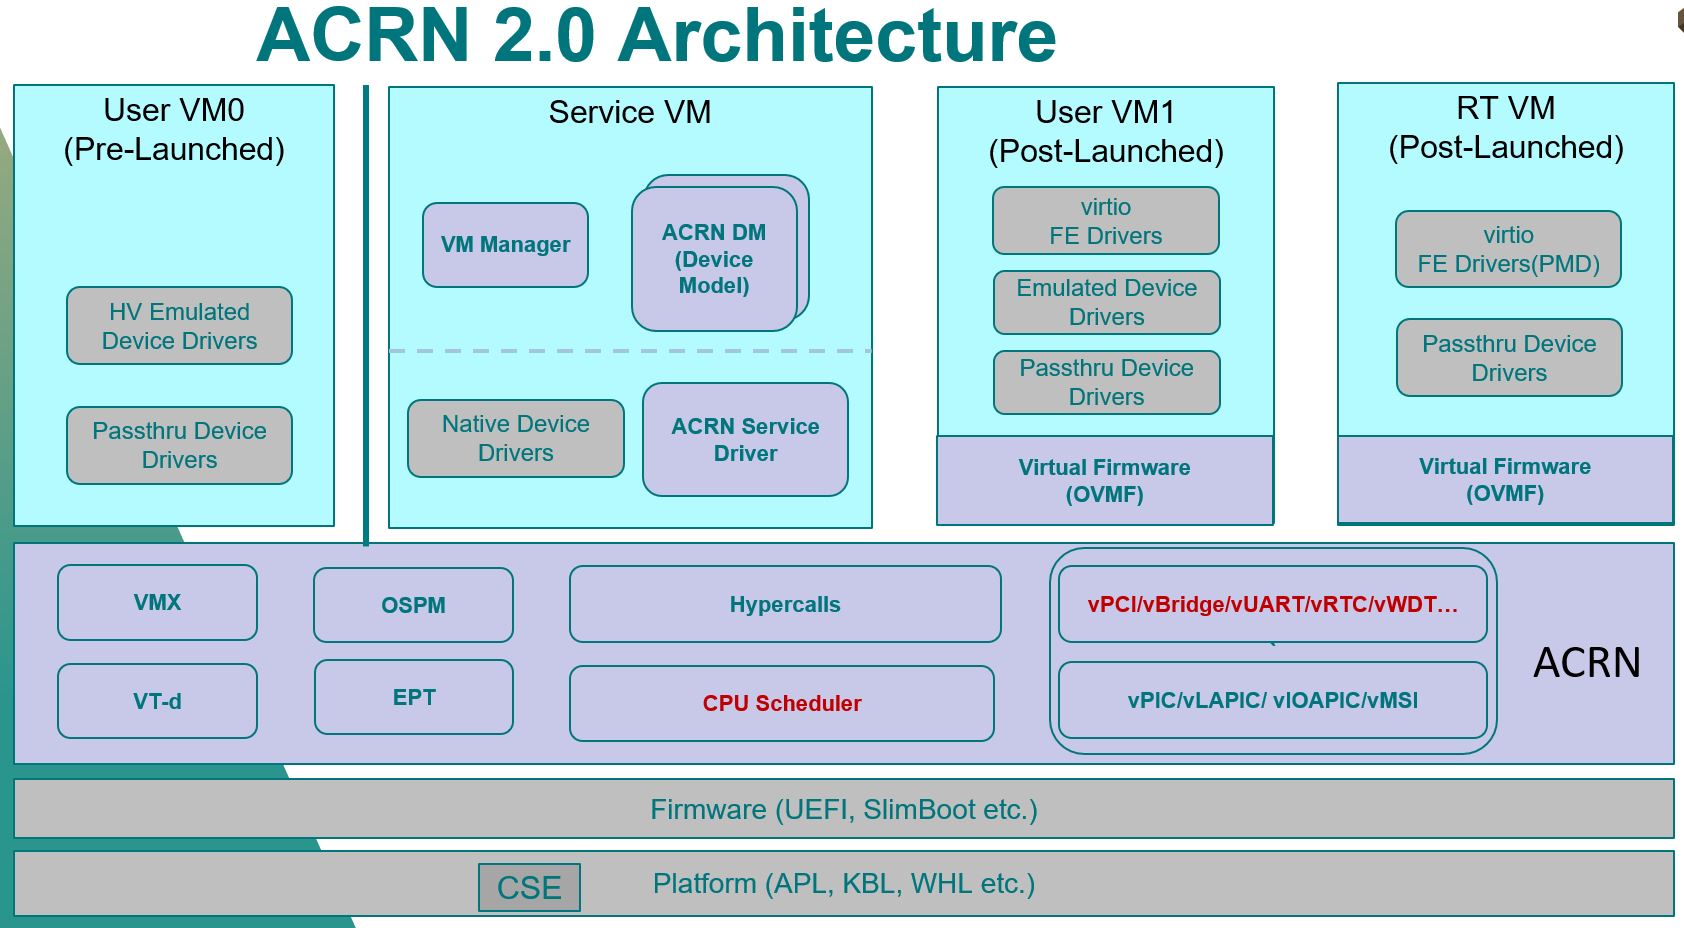 ACRN 2.0 Architecture
User VM0
(Pre-Launched)
HV Emulated
Device Drivers
Passthru Device
Drivers
Service VM
VM Manager
ACRN DM
(Device
Model)
Native Device
Drivers
ACRN Service
Driver
User VM1
(Post-Launched)
virtio
FE Drivers
Emulated Device
Drivers
Passthru Device
Drivers
Virtual Firmware
(OVMF)
RT VM
(Post-Launched)
virtio
FE Drivers(PMD)
Passthru Device
Drivers
Virtual Firmware
(OVMF)
VMX
OSPM
Hypercalls
vPCI/vBridge/vUART/vRTC/vWDT...
VT-d
EPT
CPU Scheduler
vPIC/vLAPIC/ vIOAPIC/vMSI
ACRN
Firmware (UEFI, SlimBoot etc.)
CSE
Platform (APL, KBL, WHL etc.)